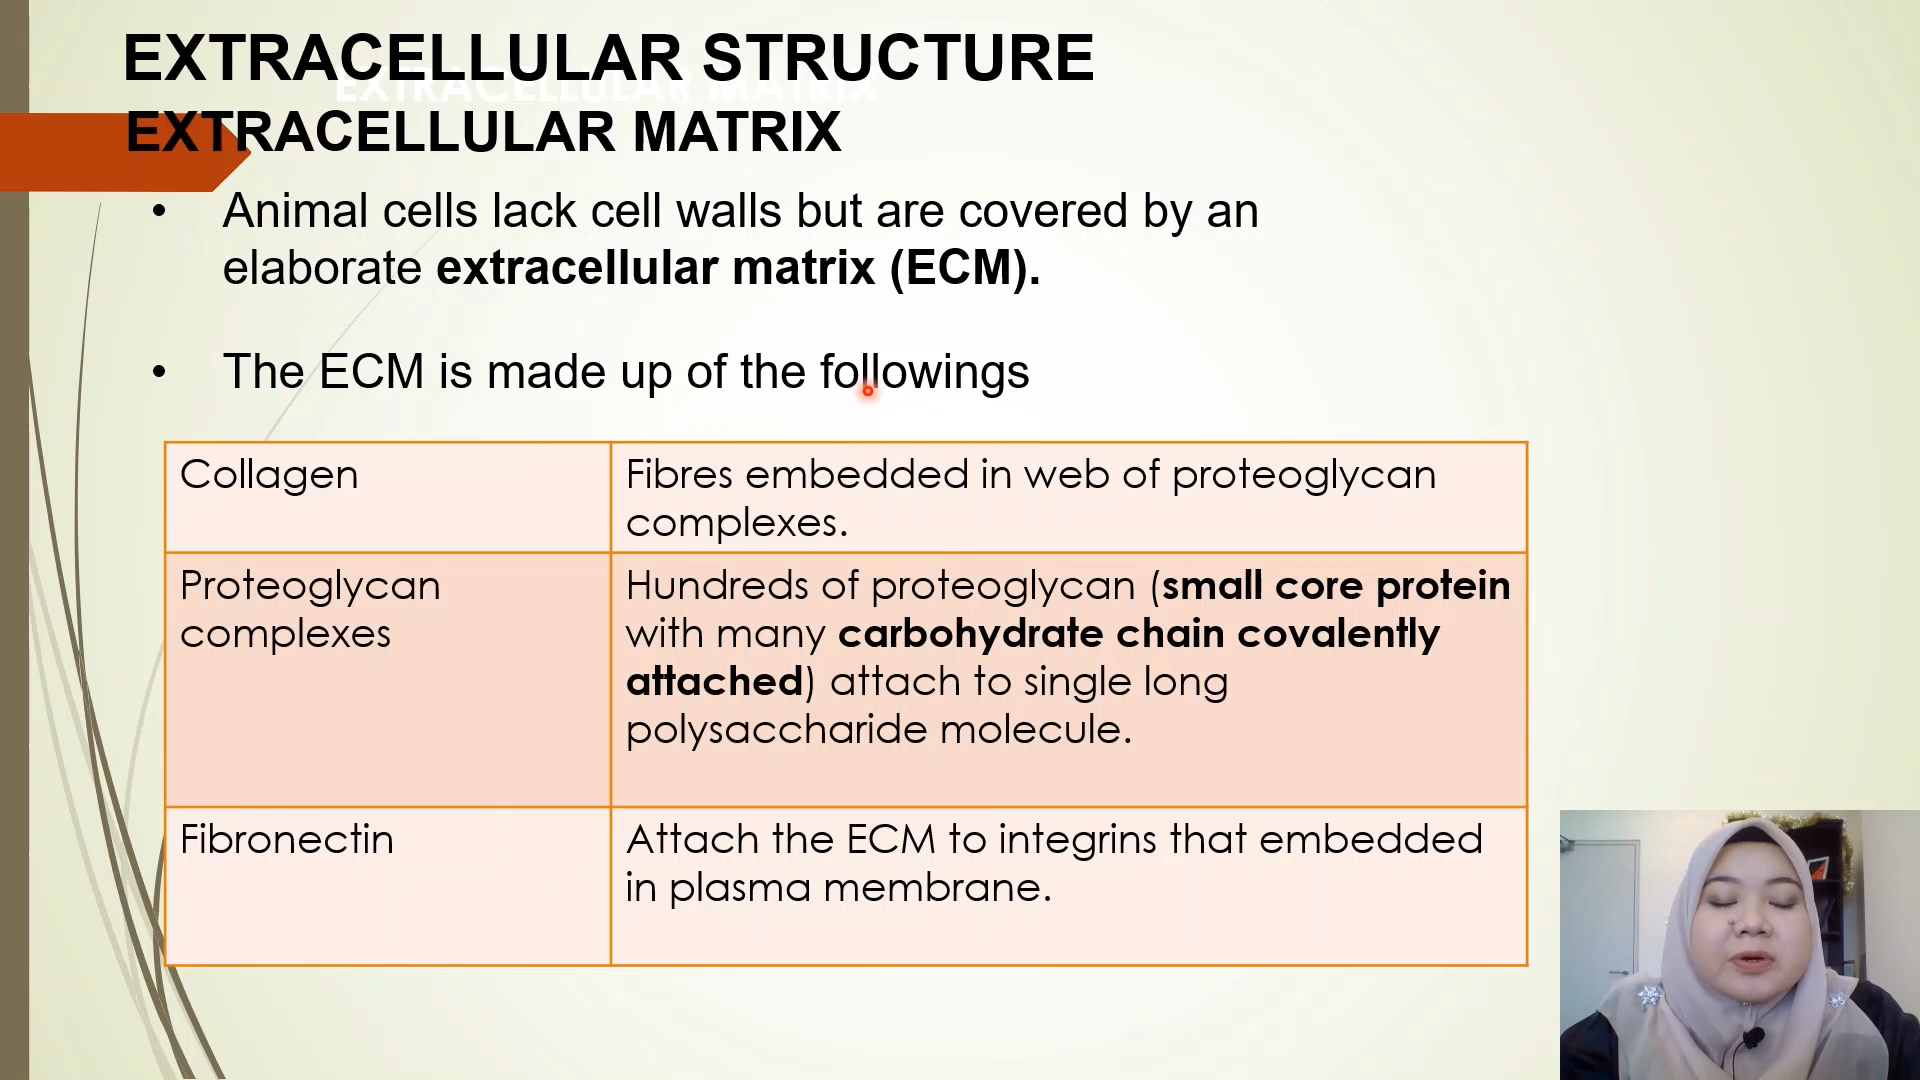 EXTRACELLULAR STRUCTURE
EXTRACELLULAR MATRIX
EXTRACELLULAR MATRIX
• Animal cells lack cell walls but are covered by an
elaborate extracellular matrix (ECM).
• The ECM is made up of the followings
Collagen
Fibres embedded in web of proteoglycan
complexes.
Proteoglycan
complexes
Hundreds of proteoglycan (small core protein
with many carbohydrate chain covalently
attached) attach to single long
polysaccharide molecule.
Fibronectin
Attach the ECM to integrins that embedded
in plasma membrane.